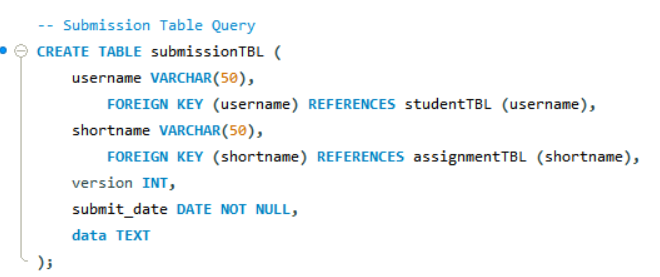 -- Submission Table Query
CREATE TABLE submissionTBL (
username VARCHAR(50),
FOREIGN KEY (username) REFERENCES studentTBL (username),
shortname VARCHAR(50),
FOREIGN KEY (shortname) REFERENCES assignmentTBL (shortname),
version INT,
submit_date DATE NOT NULL,
data TEXT
);